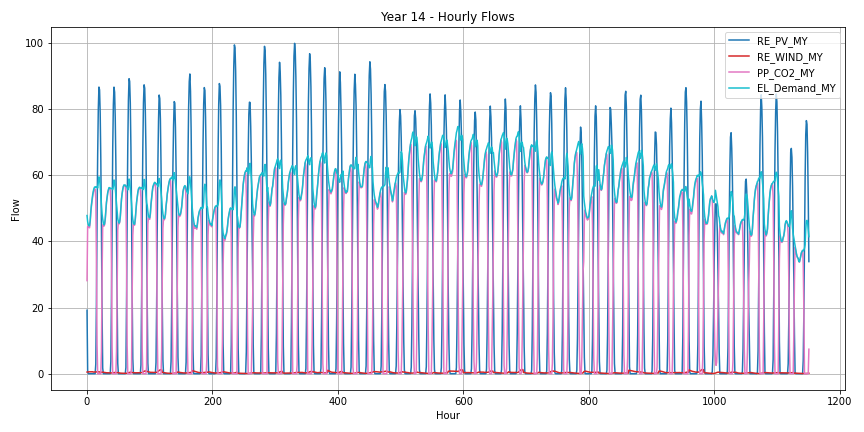 Year 14 - Hourly Flows
RE_PV_MY
RE_WIND_MY
PP_CO2_MY
EL_Demand_MY
100
80
60
40
20
0
Flow
0 200 400 600 800 1000 1200
Hour